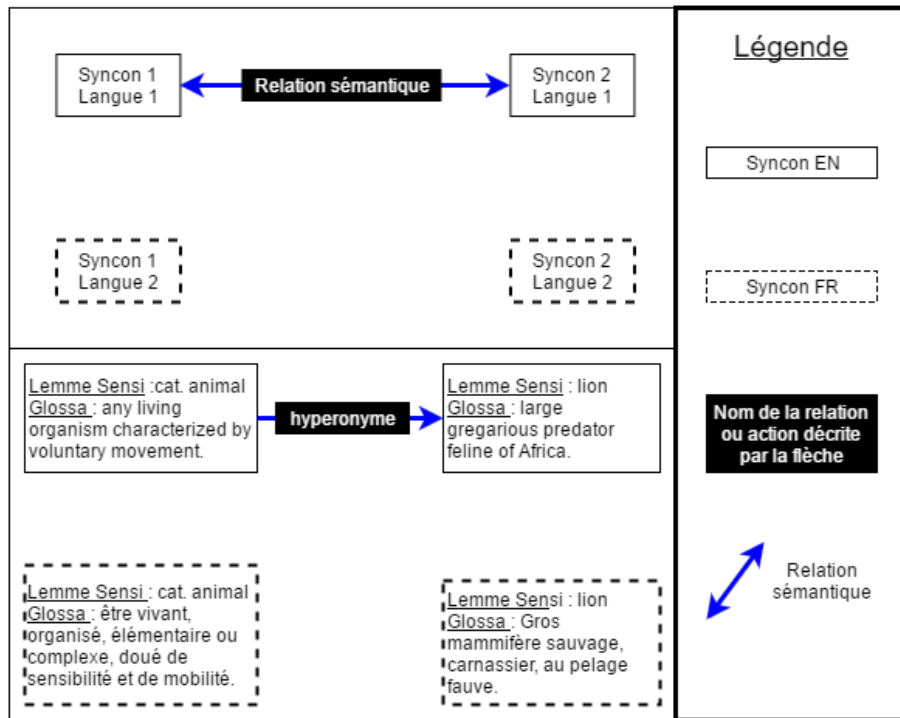 Syncon 1
Langue 1
Relation sémantique
Syncon 2
Langue 1
Syncon 1
Langue 2
Syncon 2
Langue 2
Lemme Sensi :cat. animal
Glossa : any living
organism characterized by
voluntary movement.
hyperonyme
Lemme Sensi : lion
Glossa : large
gregarious predator
feline of Africa.
Lemme Sensi : cat. animal
Glossa : être vivant,
organisé, élémentaire ou
complexe, doué de
sensibilité et de mobilité.
Lemme Sensi : lion
Glossa : Gros
mammifère sauvage,
carnassier, au pelage
fauve.
Légende
Syncon EN
Syncon FR
Nom de la relation
ou action décrite
par la flèche
Relation
sémantique